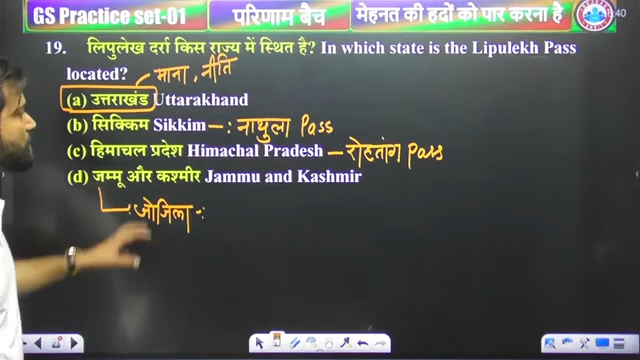 GS Practice set-01 परिणाम बैच मेहनत की हदों को पार करना है
19. लिपुलेख दर्रा किस राज्य में स्थित है? In which state is the Lipulekh Pass
located? माना, नीति
(a) उत्तराखंड Uttarakhand
(b) सिक्किम Sikkim - : नाथुला Pass
(c) हिमाचल प्रदेश Himachal Pradesh - रोहतांग Pass
(d) जम्मू और कश्मीर Jammu and Kashmir
: जोजिला :